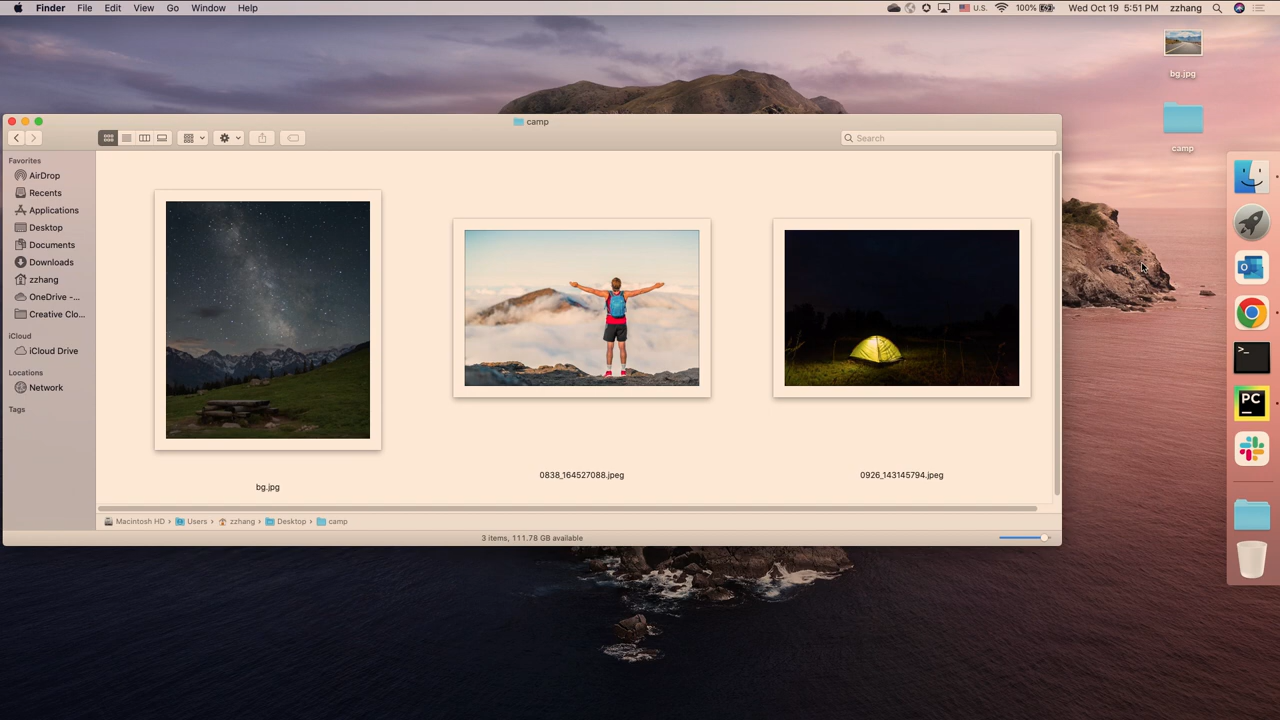 Finder File Edit View Go Window Help
U.S. 100% Wed Oct 19 5:51 PM zzhang
bg.jpg
camp
camp
Search
Favorites
AirDrop
Recents
Applications
Desktop
Documents
Downloads
zzhang
OneDrive -...
Creative Clo...
iCloud
iCloud Drive
Locations
Network
Tags
0838_164527088.jpeg
0926_143145794.jpeg
bg.jpg
Macintosh HD › Users › zzhang › Desktop › camp
3 items, 111.78 GB available
>_
PC